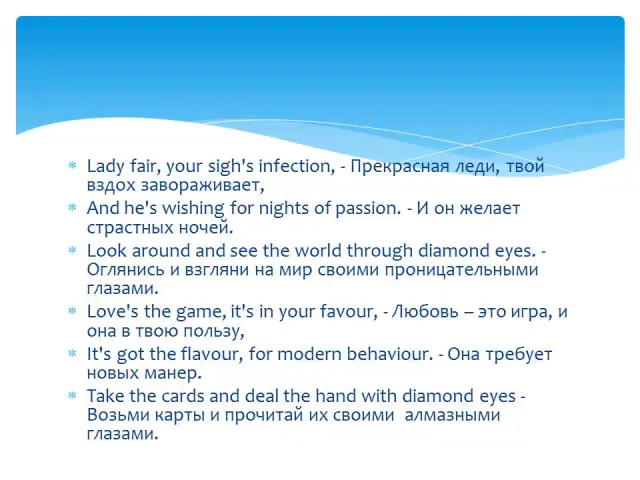 Lady fair, your sigh's infection, - Прекрасная леди, твой
вздох завораживает,
And he's wishing for nights of passion. - И он желает
страстных ночей.
Look around and see the world through diamond eyes. -
Оглянись и взгляни на мир своими проницательными
глазами.
Love's the game, it's in your favour, - Любовь – это игра, и
она в твою пользу,
It's got the flavour, for modern behaviour. - Она требует
новых манер.
Take the cards and deal the hand with diamond eyes -
Возьми карты и прочитай их своими  алмазными
глазами.